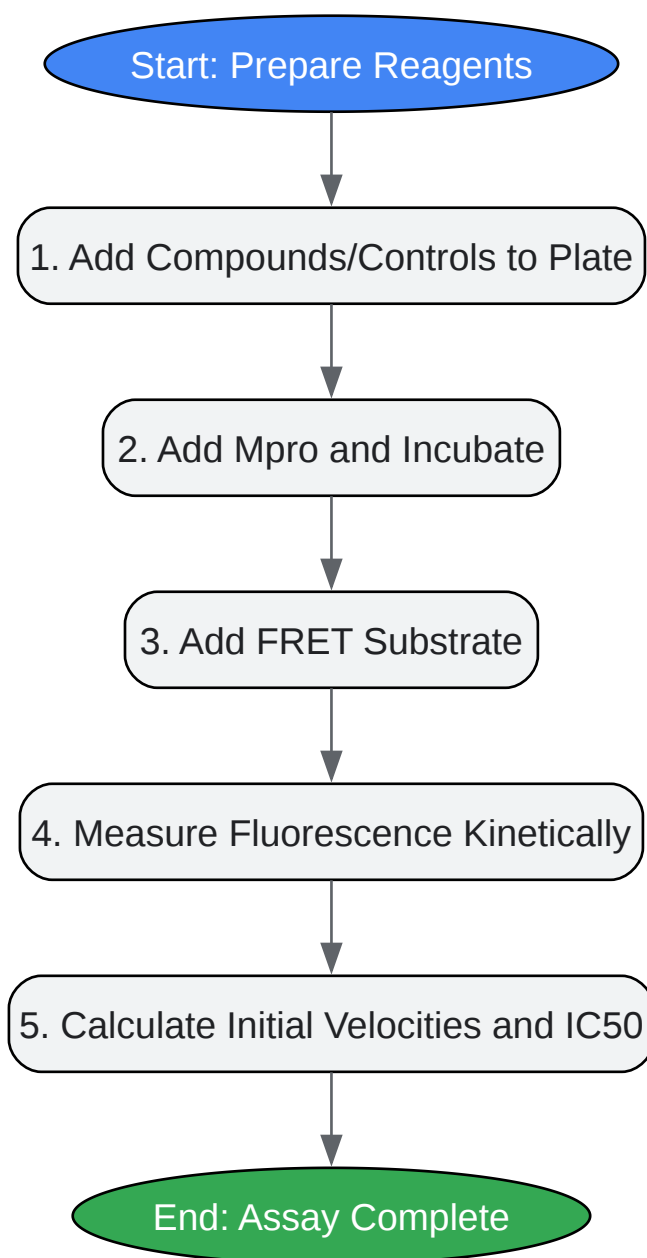 Start: Prepare Reagents
1. Add Compounds/Controls to Plate
2. Add Mpro and Incubate
3. Add FRET Substrate
4. Measure Fluorescence Kinetically
5. Calculate Initial Velocities and IC50
End: Assay Complete